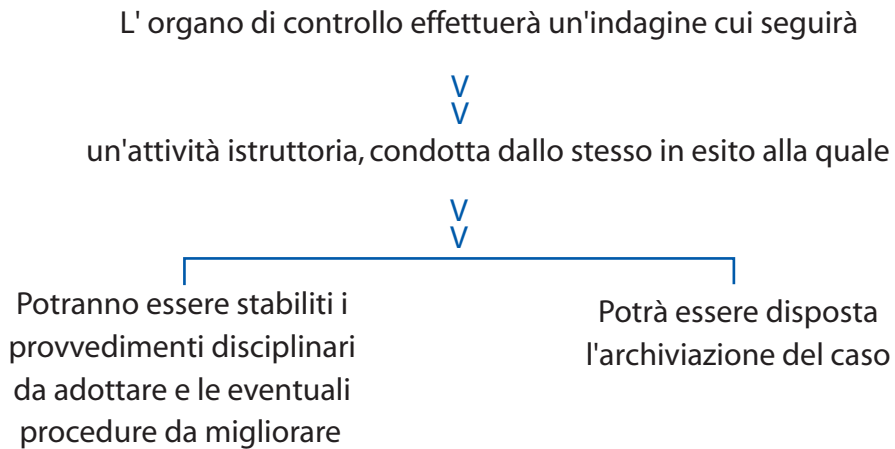 L' organo di controllo effettuerà un'indagine cui seguirà
V
V
un'attività istruttoria, condotta dallo stesso in esito alla quale
V
V
Potranno essere stabiliti i
provvedimenti disciplinari
da adottare e le eventuali
procedure da migliorare
Potrà essere disposta
l'archiviazione del caso